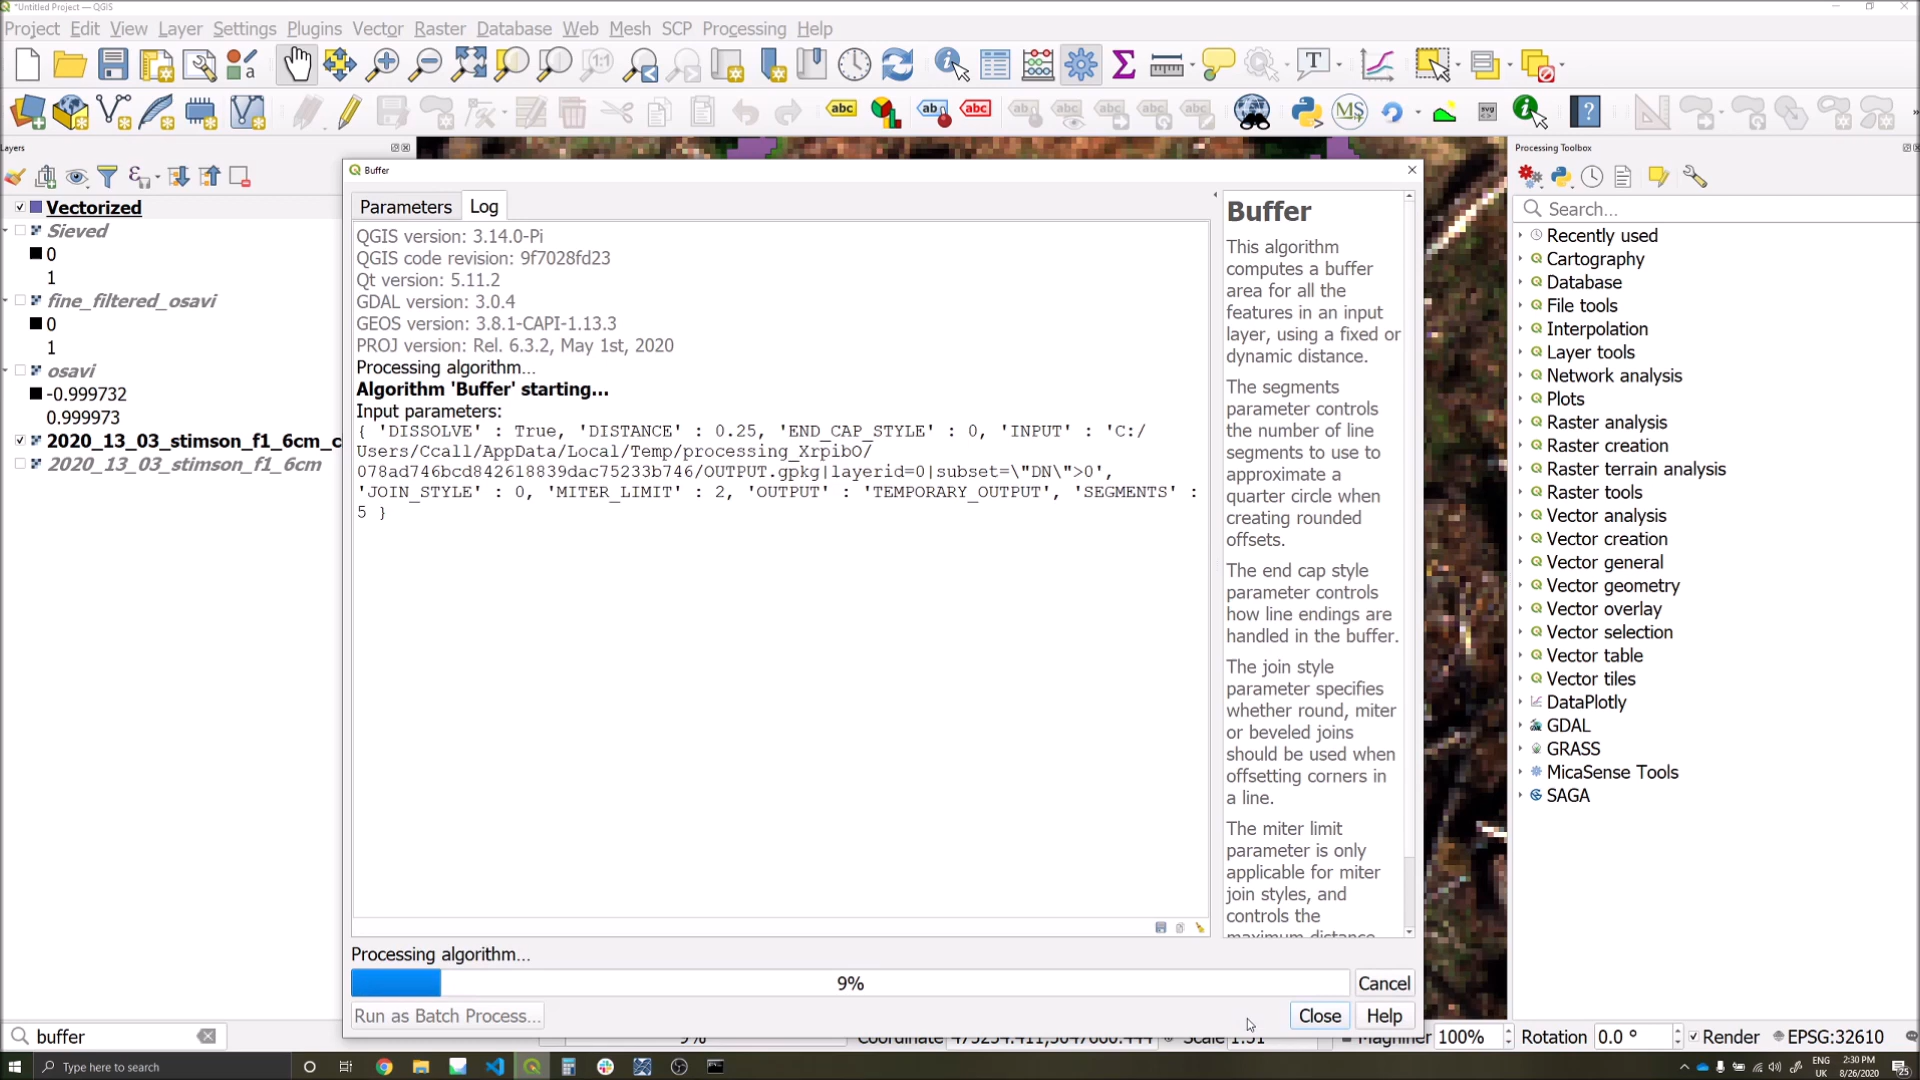 *Untitled Project — QGIS
Project Edit View Layer Settings Plugins Vector Raster Database Web Mesh SCP Processing Help
Layers
Vectorized
Sieved
0
1
fine_filtered_osavi
0
1
osavi
-0.999732
0.999973
2020_13_03_stimson_f1_6cm_c
2020_13_03_stimson_f1_6cm
buffer
Buffer
Parameters Log
QGIS version: 3.14.0-Pi
QGIS code revision: 9f7028fd23
Qt version: 5.11.2
GDAL version: 3.0.4
GEOS version: 3.8.1-CAPI-1.13.3
PROJ version: Rel. 6.3.2, May 1st, 2020
Processing algorithm…
Algorithm 'Buffer' starting…
Input parameters:
{ 'DISSOLVE' : True, 'DISTANCE' : 0.25, 'END_CAP_STYLE' : 0, 'INPUT' : 'C:/
Users/Ccall/AppData/Local/Temp/processing_XrpibO/
078ad746bcd842618839dac75233b746/OUTPUT.gpkg|layerid=0|subset=\"DN\">0',
'JOIN_STYLE' : 0, 'MITER_LIMIT' : 2, 'OUTPUT' : 'TEMPORARY_OUTPUT', 'SEGMENTS' :
5 }
Buffer
This algorithm
computes a buffer
area for all the
features in an input
layer, using a fixed or
dynamic distance.
The segments
parameter controls
the number of line
segments to use to
approximate a
quarter circle when
creating rounded
offsets.
The end cap style
parameter controls
how line endings are
handled in the buffer.
The join style
parameter specifies
whether round, miter
or beveled joins
should be used when
offsetting corners in
a line.
The miter limit
parameter is only
applicable for miter
join styles, and
controls the
maximum distance
Processing algorithm…
9%
Cancel
Run as Batch Process…
Close Help
Processing Toolbox
Search…
Recently used
Cartography
Database
File tools
Interpolation
Layer tools
Network analysis
Plots
Raster analysis
Raster creation
Raster terrain analysis
Raster tools
Vector analysis
Vector creation
Vector general
Vector geometry
Vector overlay
Vector selection
Vector table
Vector tiles
DataPlotly
GDAL
GRASS
MicaSense Tools
SAGA
9% Coordinate Scale Magnifier 100% Rotation 0.0 ° Render EPSG:32610
Type here to search
ENG
UK
2:30 PM
8/26/2020
25